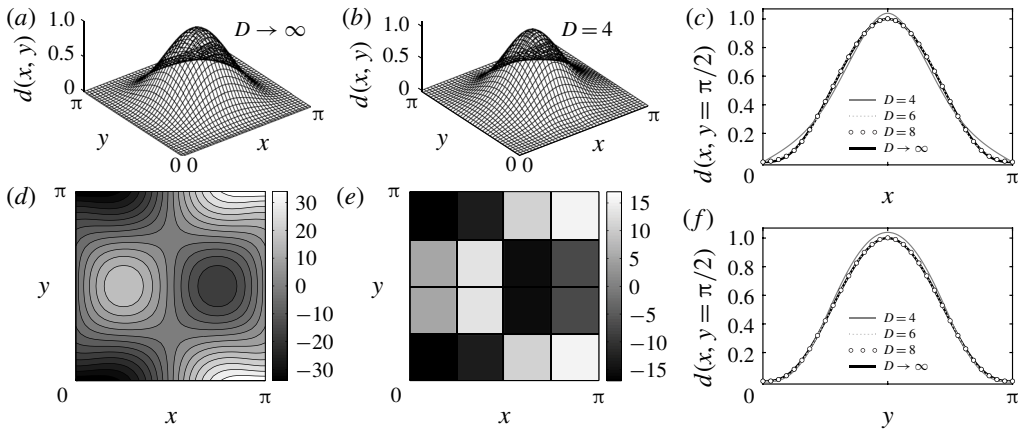 (a)
1.0
0.5
0
d(x, y)
D → ∞
π
y
0 0
x
π
(b)
1.0
0.5
0
d(x, y)
D = 4
π
y
0 0
x
π
(c)
1.0
0.8
0.6
0.4
0.2
0
d(x, y = π/2)
D = 4
D = 6
D = 8
D → ∞
x
π
(d)
π
y
0
x
π
30
20
10
0
−10
−20
−30
(e)
π
y
0
x
π
15
10
5
0
−5
−10
−15
(f)
1.0
0.8
0.6
0.4
0.2
0
d(x, y = π/2)
D = 4
D = 6
D = 8
D → ∞
y
π